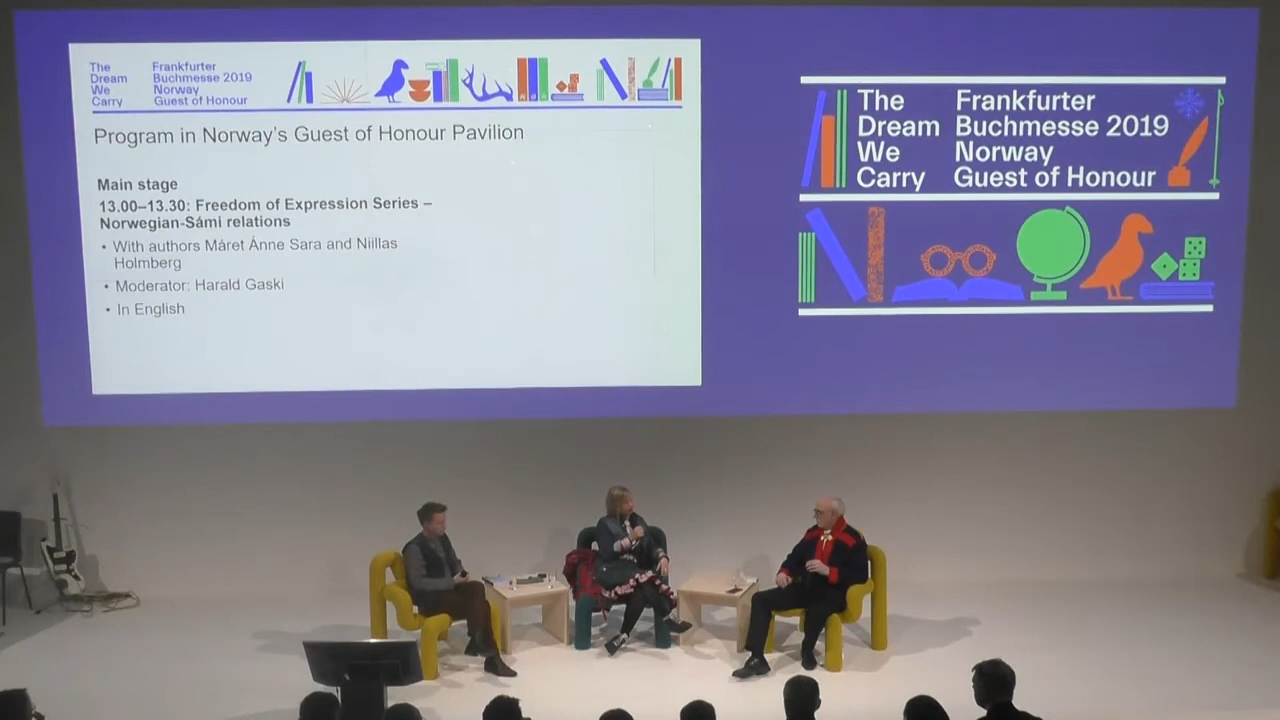 The
Dream
We
Carry
Frankfurter
Buchmesse 2019
Norway
Guest of Honour
Program in Norway's Guest of Honour Pavilion
Main stage
13.00–13.30: Freedom of Expression Series –
Norwegian-Sámi relations
• With authors Máret Ánne Sara and Niillas
Holmberg
• Moderator: Harald Gaski
• In English
The
Dream
We
Carry
Frankfurter
Buchmesse 2019
Norway
Guest of Honour